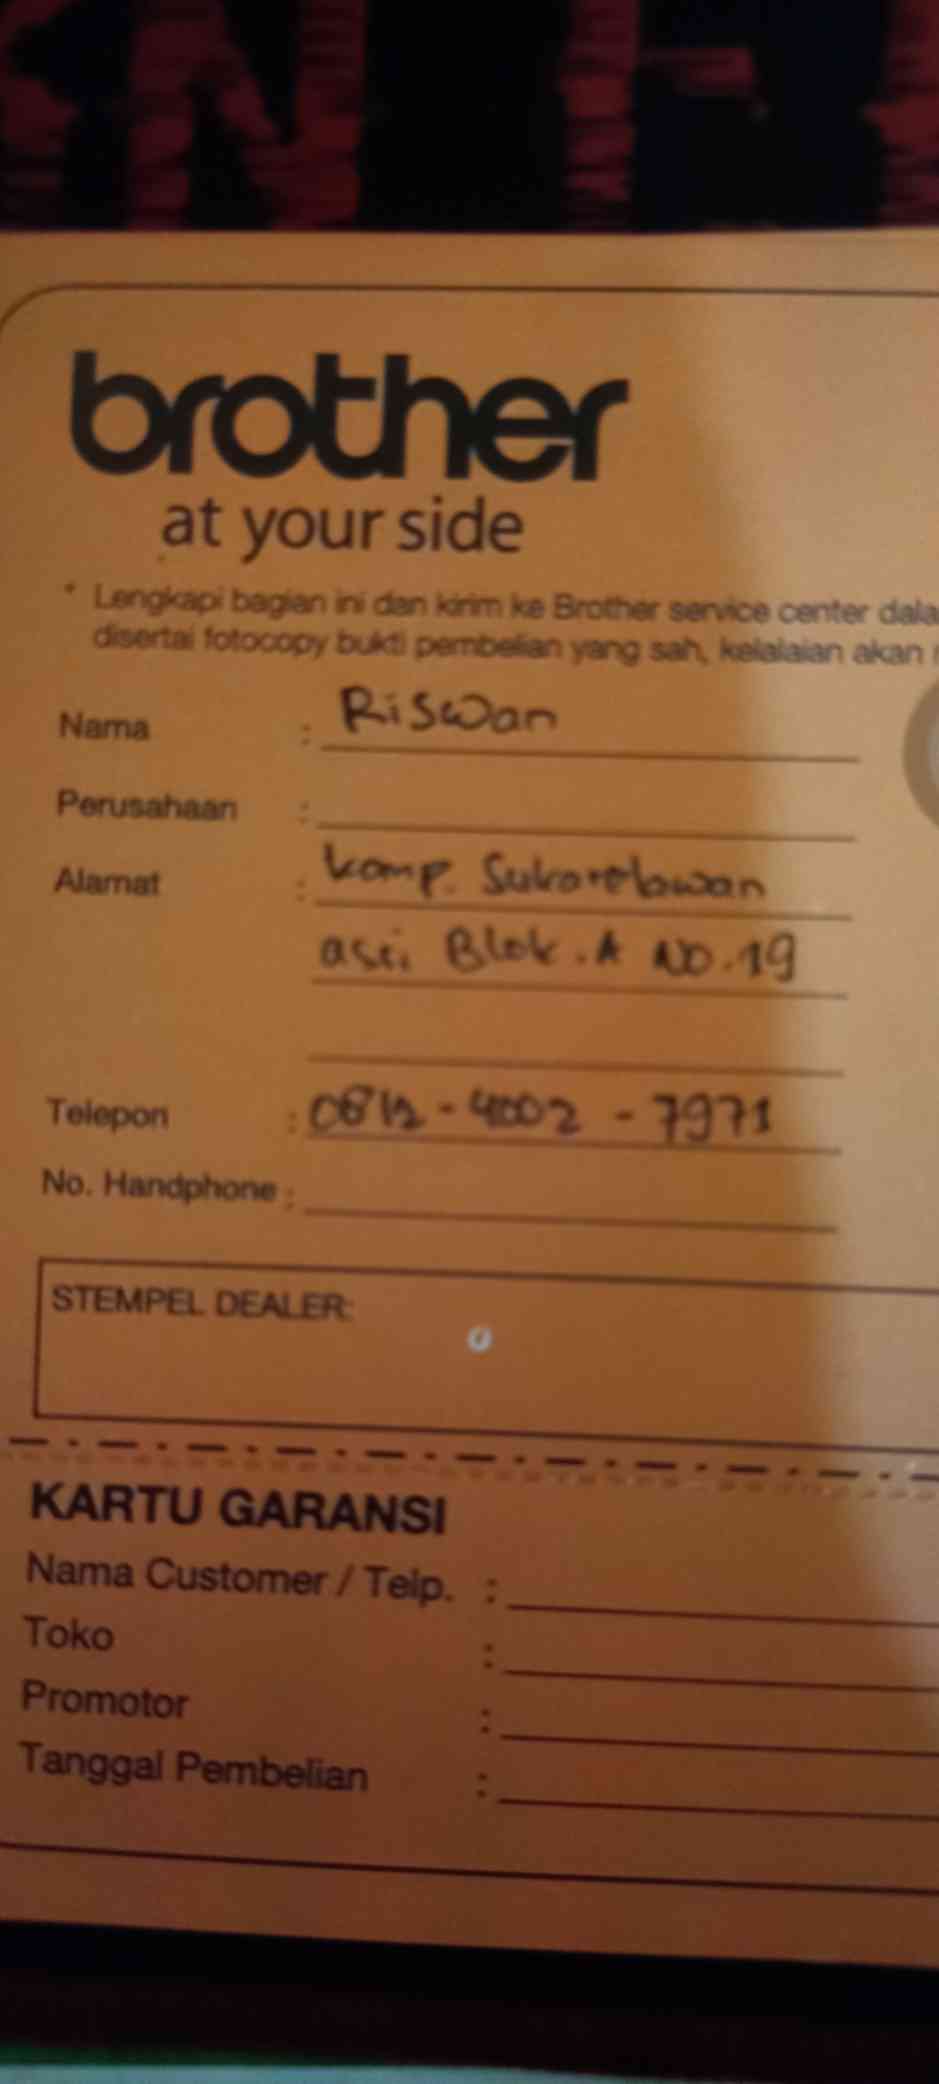 brother
at your side
* Lengkapi bagian ini dan kirim ke Brother service center dala
disertai fotocopy bukti pembelian yang sah, kelalaian akan
Nama : Riswan
Perusahaan :
Alamat : Komp. Sukarelawan
asri Blok. A No. 19
Telepon : 0812-4002-7971
No. Handphone :
STEMPEL DEALER:
KARTU GARANSI
Nama Customer / Telp. :
Toko :
Promotor :
Tanggal Pembelian :